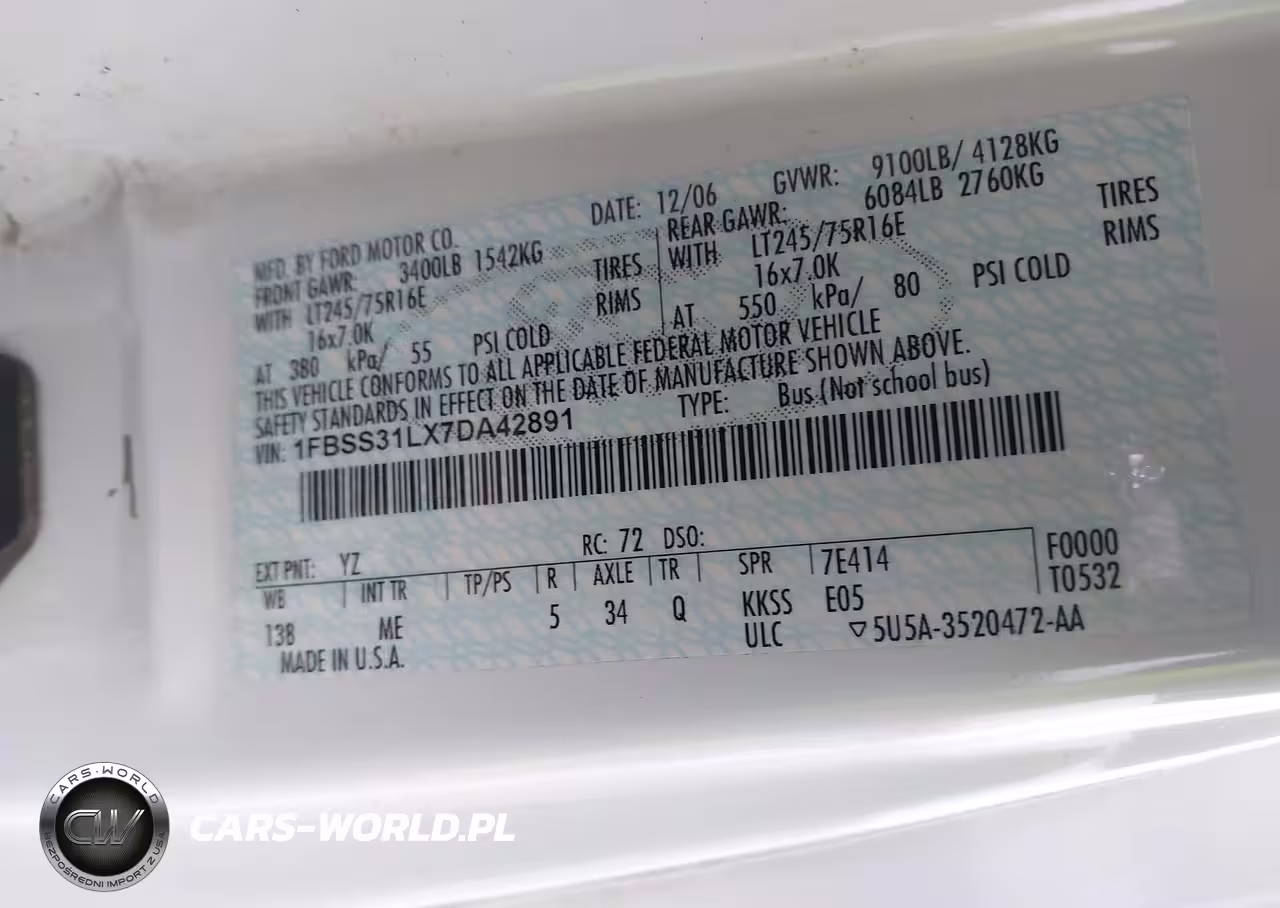 MFD. BY FORD MOTOR CO. DATE: 12/06 GVWR: 9100LB/ 4128KG
FRONT GAWR: 3400LB 1542KG REAR GAWR: 6084LB 2760KG
WITH LT245/75R16E TIRES WITH LT245/75R16E TIRES
16x7.0K RIMS 16x7.0K RIMS
AT 380 kPa/ 55 PSI COLD AT 550 kPa/ 80 PSI COLD
THIS VEHICLE CONFORMS TO ALL APPLICABLE FEDERAL MOTOR VEHICLE
SAFETY STANDARDS IN EFFECT ON THE DATE OF MANUFACTURE SHOWN ABOVE.
VIN: 1FBSS31LX7DA42891 TYPE: Bus (Not school bus)
EXT PNT: YZ RC: 72 DSO:
WB INT TR TP/PS R AXLE TR SPR 7E414 F0000
138 ME 5 34 Q KKSS E05 T0532
MADE IN U.S.A. ULC ▽5U5A-3520472-AA
CARS-WORLD
CW
BEZPOŚREDNI IMPORT Z USA
CARS-WORLD.PL